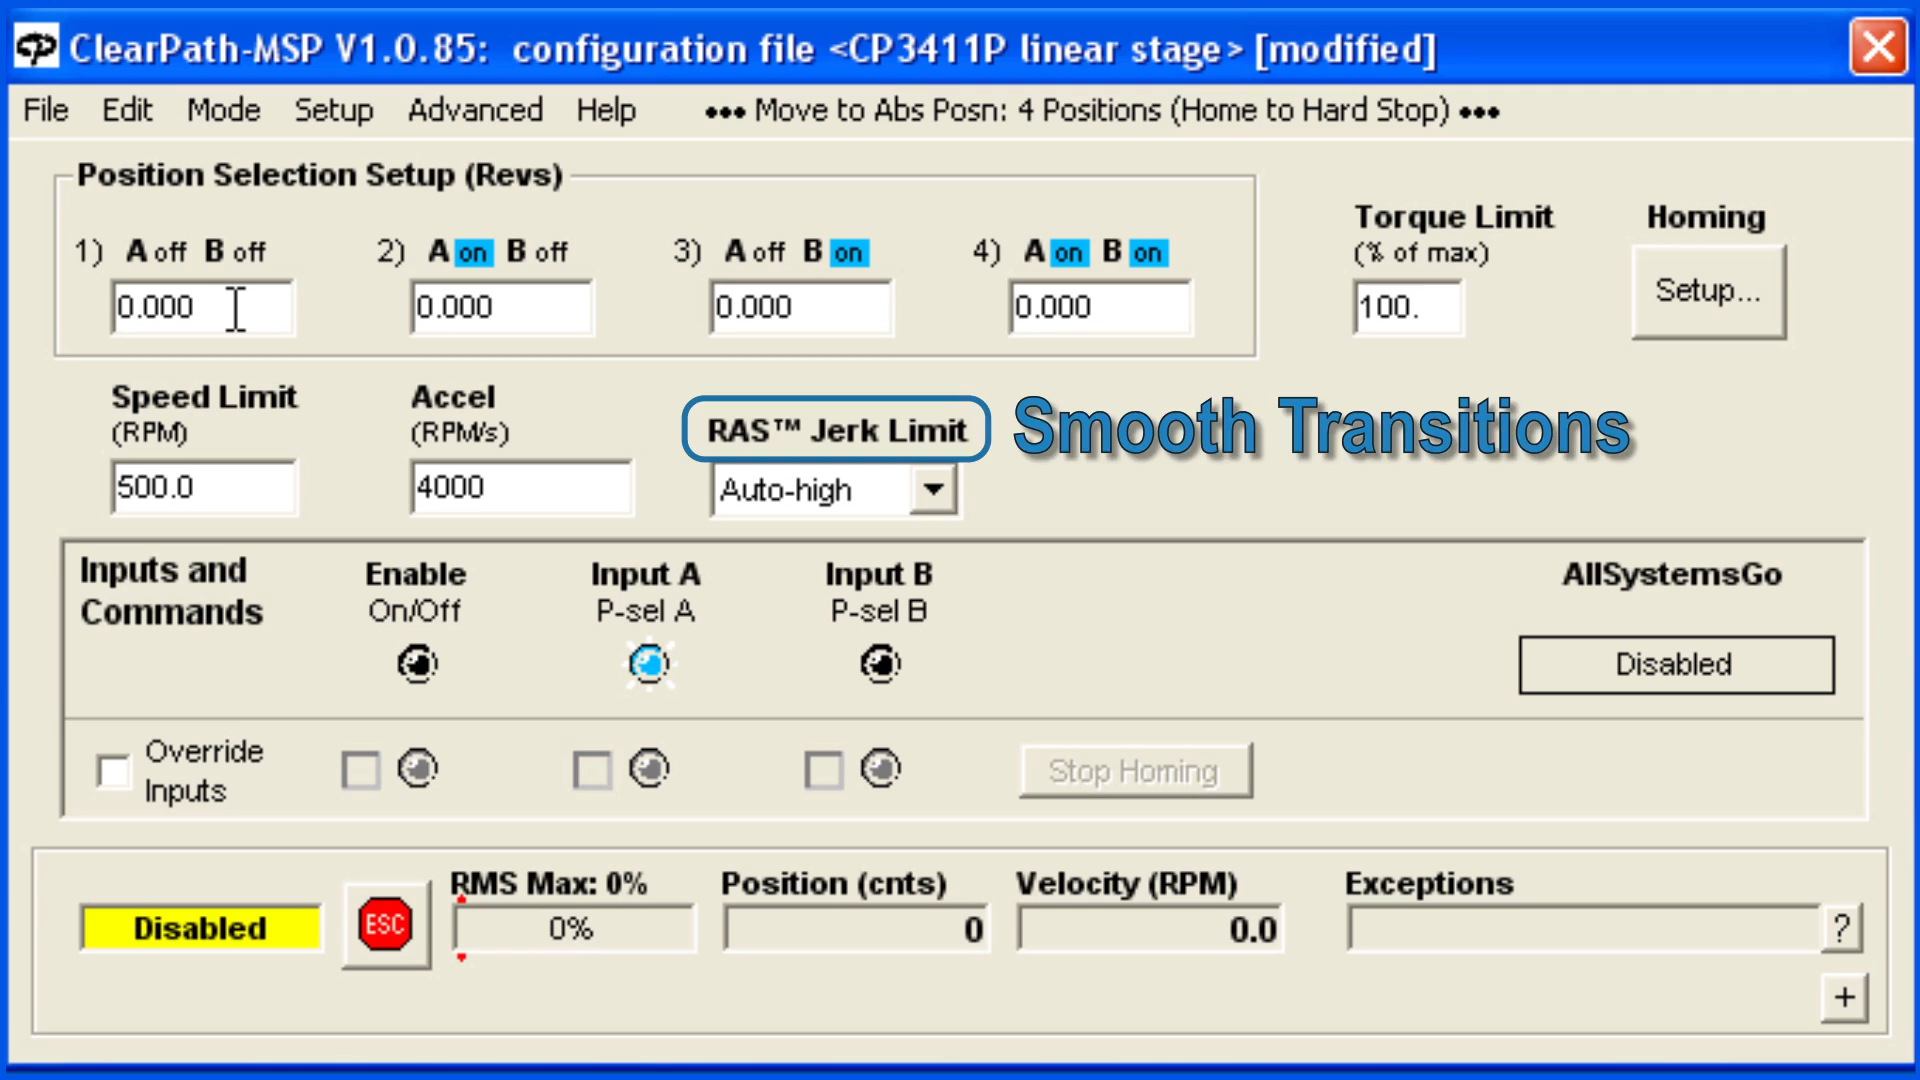 ClearPath-MSP V1.0.85: configuration file <CP3411P linear stage> [modified]
File Edit Mode Setup Advanced Help ••• Move to Abs Posn: 4 Positions (Home to Hard Stop) •••
Position Selection Setup (Revs)
1) A off B off 2) A on B off 3) A off B on 4) A on B on
0.000 0.000 0.000 0.000
Torque Limit
(% of max)
100.
Homing
Setup...
Speed Limit
(RPM)
500.0
Accel
(RPM/s)
4000
RAS™ Jerk Limit
Auto-high
Smooth Transitions
Inputs and
Commands
Enable
On/Off
Input A
P-sel A
Input B
P-sel B
AllSystemsGo
Disabled
Override
Inputs
Stop Homing
Disabled
ESC
RMS Max: 0%
0%
Position (cnts)
0
Velocity (RPM)
0.0
Exceptions
?
+